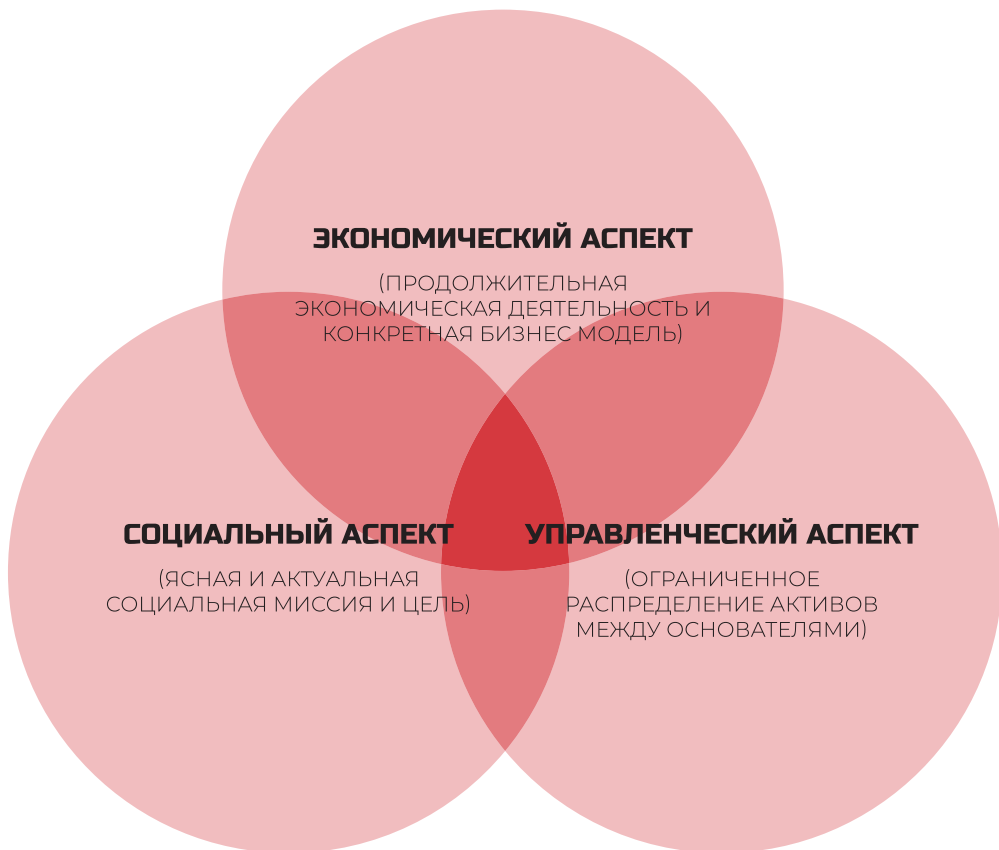 ЭКОНОМИЧЕСКИЙ АСПЕКТ
(ПРОДОЛЖИТЕЛЬНАЯ
ЭКОНОМИЧЕСКАЯ ДЕЯТЕЛЬНОСТЬ И
КОНКРЕТНАЯ БИЗНЕС МОДЕЛЬ)
СОЦИАЛЬНЫЙ АСПЕКТ
(ЯСНАЯ И АКТУАЛЬНАЯ
СОЦИАЛЬНАЯ МИССИЯ И ЦЕЛЬ)
УПРАВЛЕНЧЕСКИЙ АСПЕКТ
(ОГРАНИЧЕННОЕ
РАСПРЕДЕЛЕНИЕ АКТИВОВ
МЕЖДУ ОСНОВАТЕЛЯМИ)